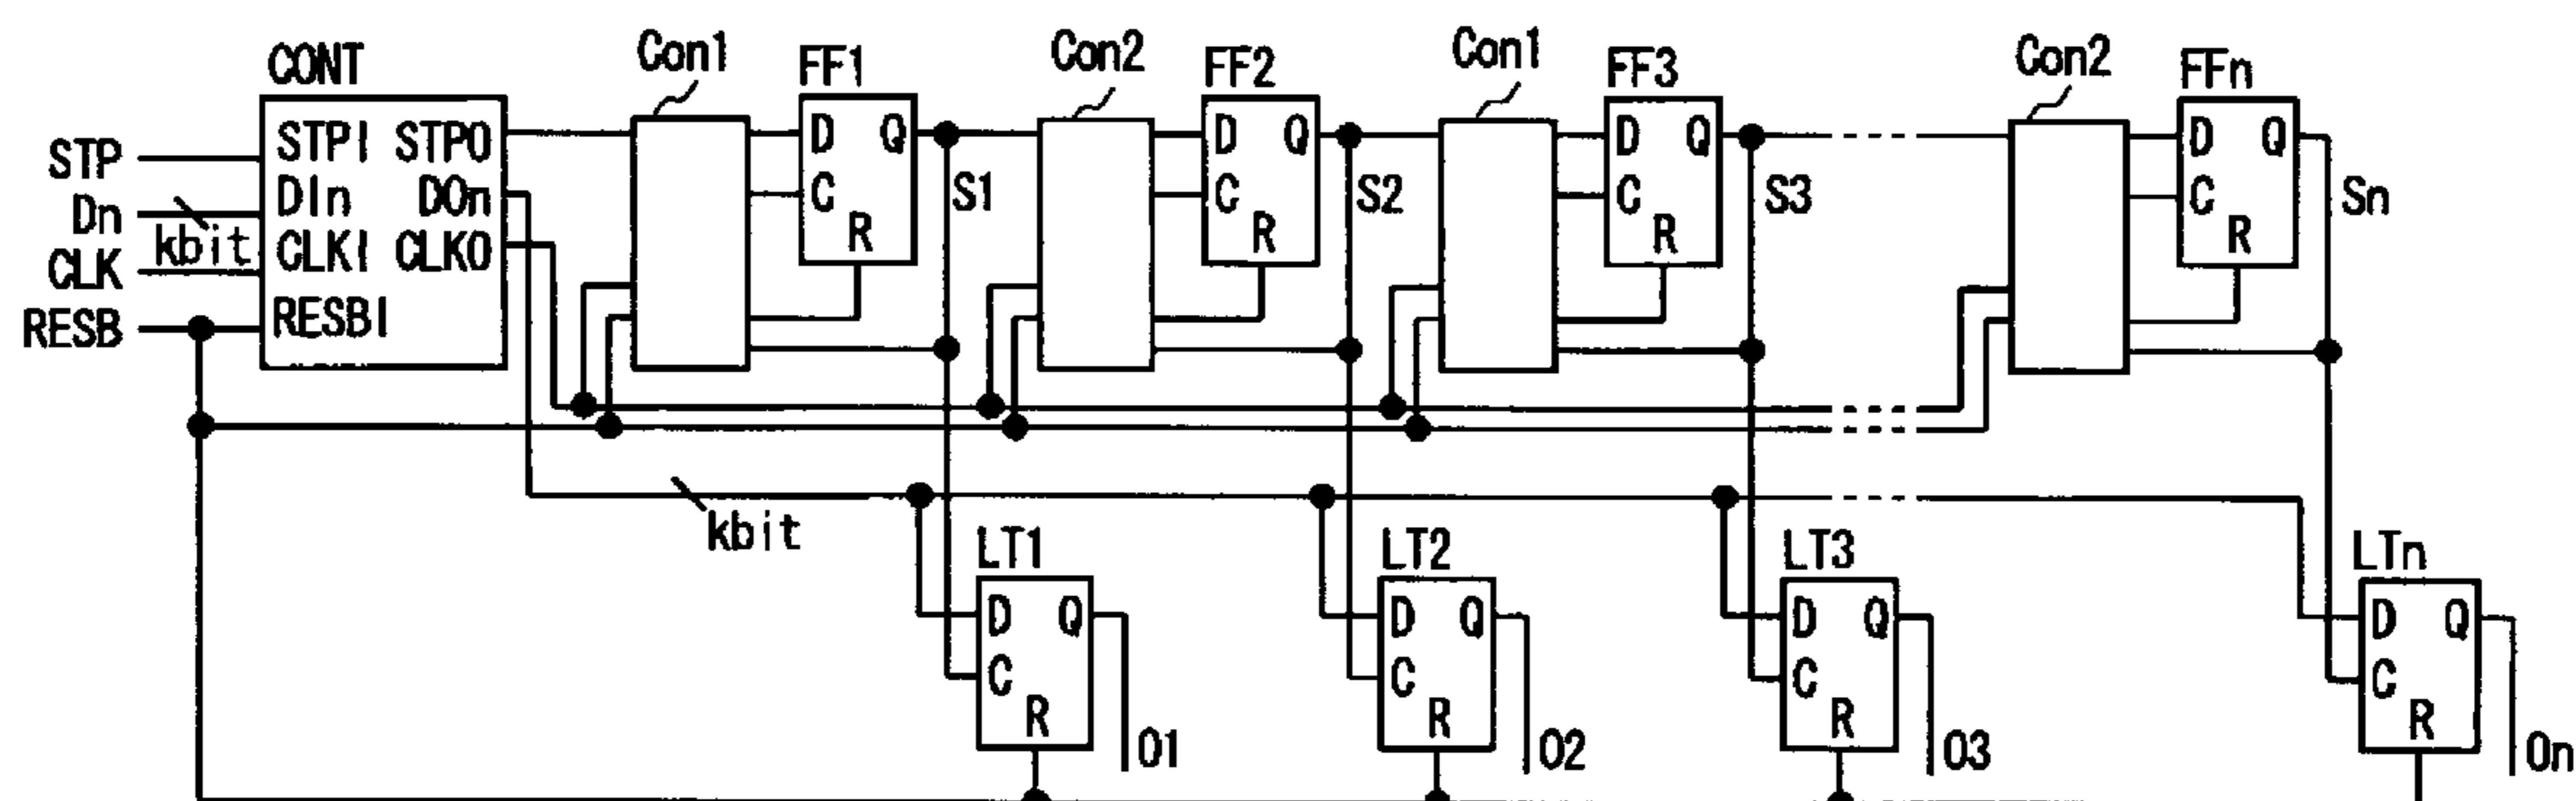 CONT
Con1
FF1
Con2
FF2
Con1
FF3
Con2
FFn
STP
Dn
kbit
CLK
RESB
STPI STPO
DIn DOn
CLKI CLKO
RESBI
D Q
C
R
S1
D Q
C
R
S2
D Q
C
R
S3
D Q
C
R
Sn
kbit
LT1
D Q
C
R
O1
LT2
D Q
C
R
O2
LT3
D Q
C
R
O3
LTn
D Q
C
R
On